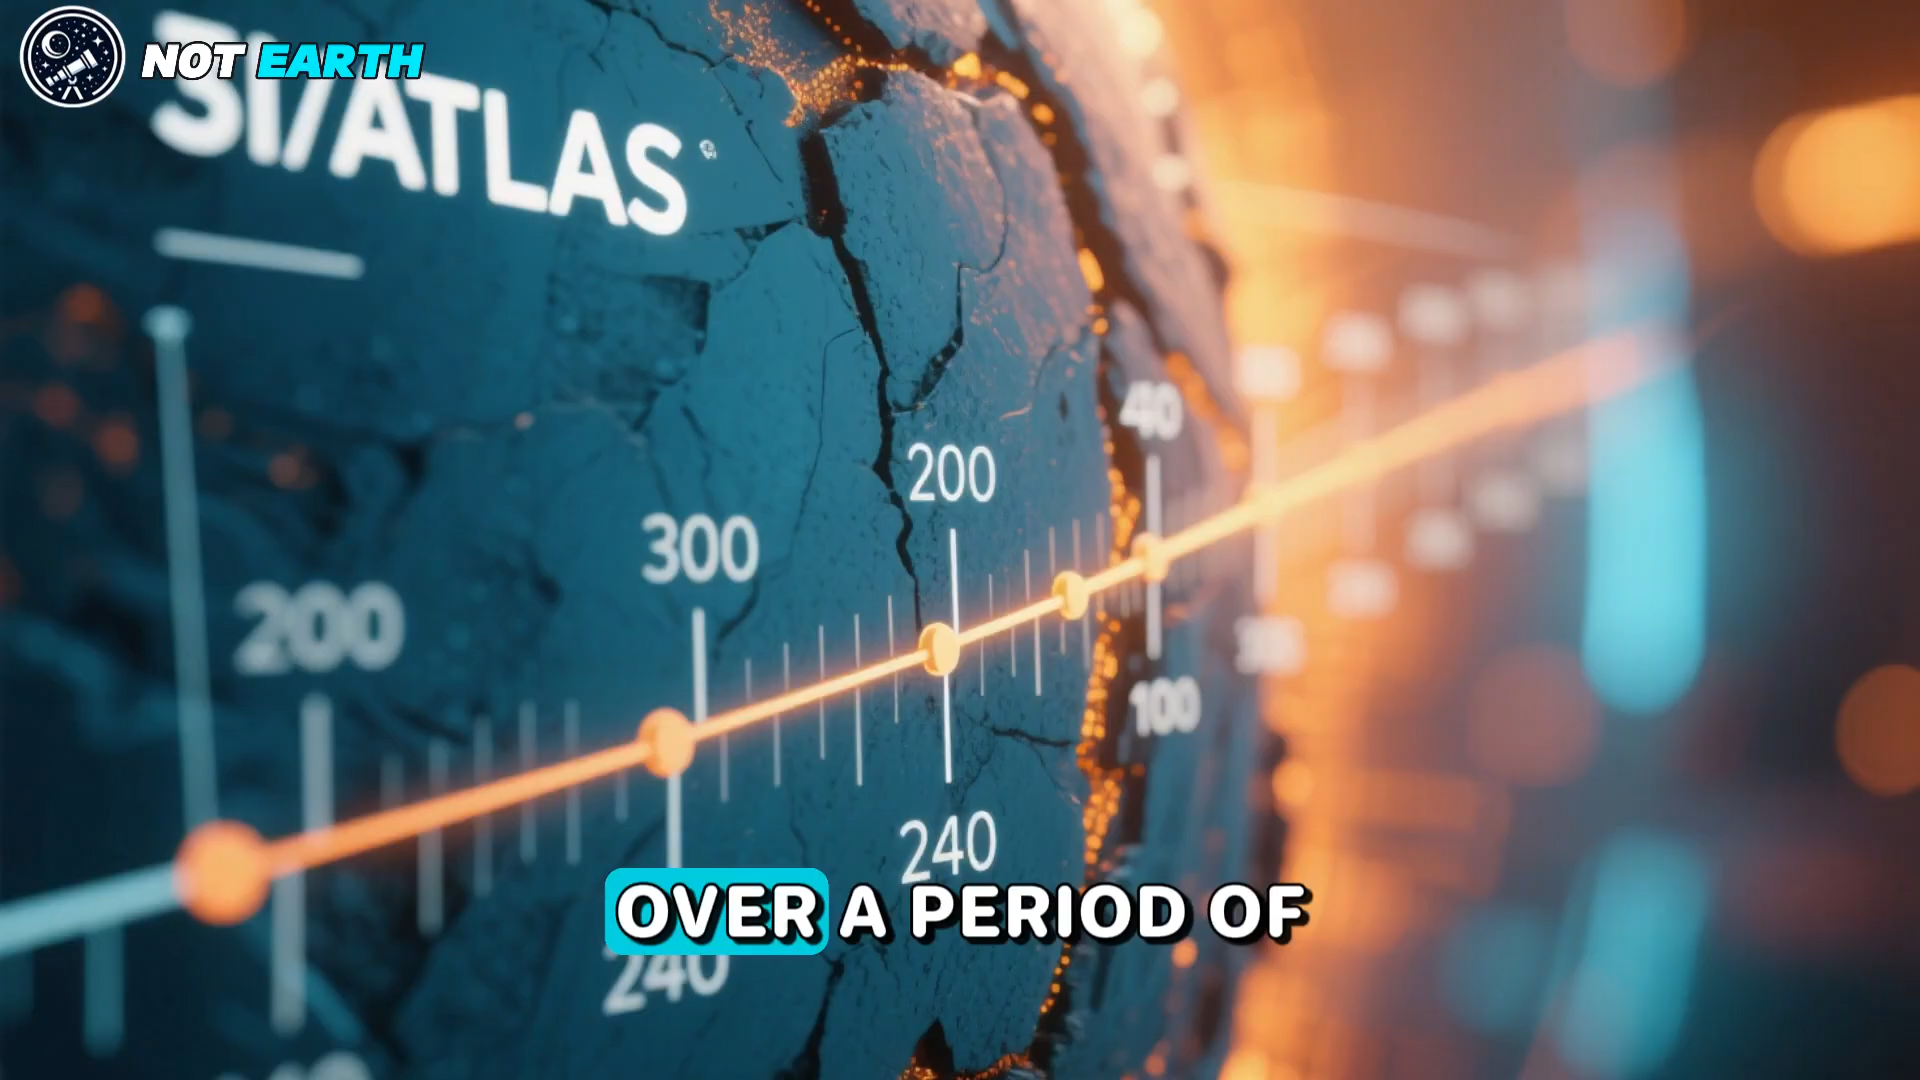 NOT EARTH
3I/ATLAS
40
200
300
200
100
240
OVER A PERIOD OF
240